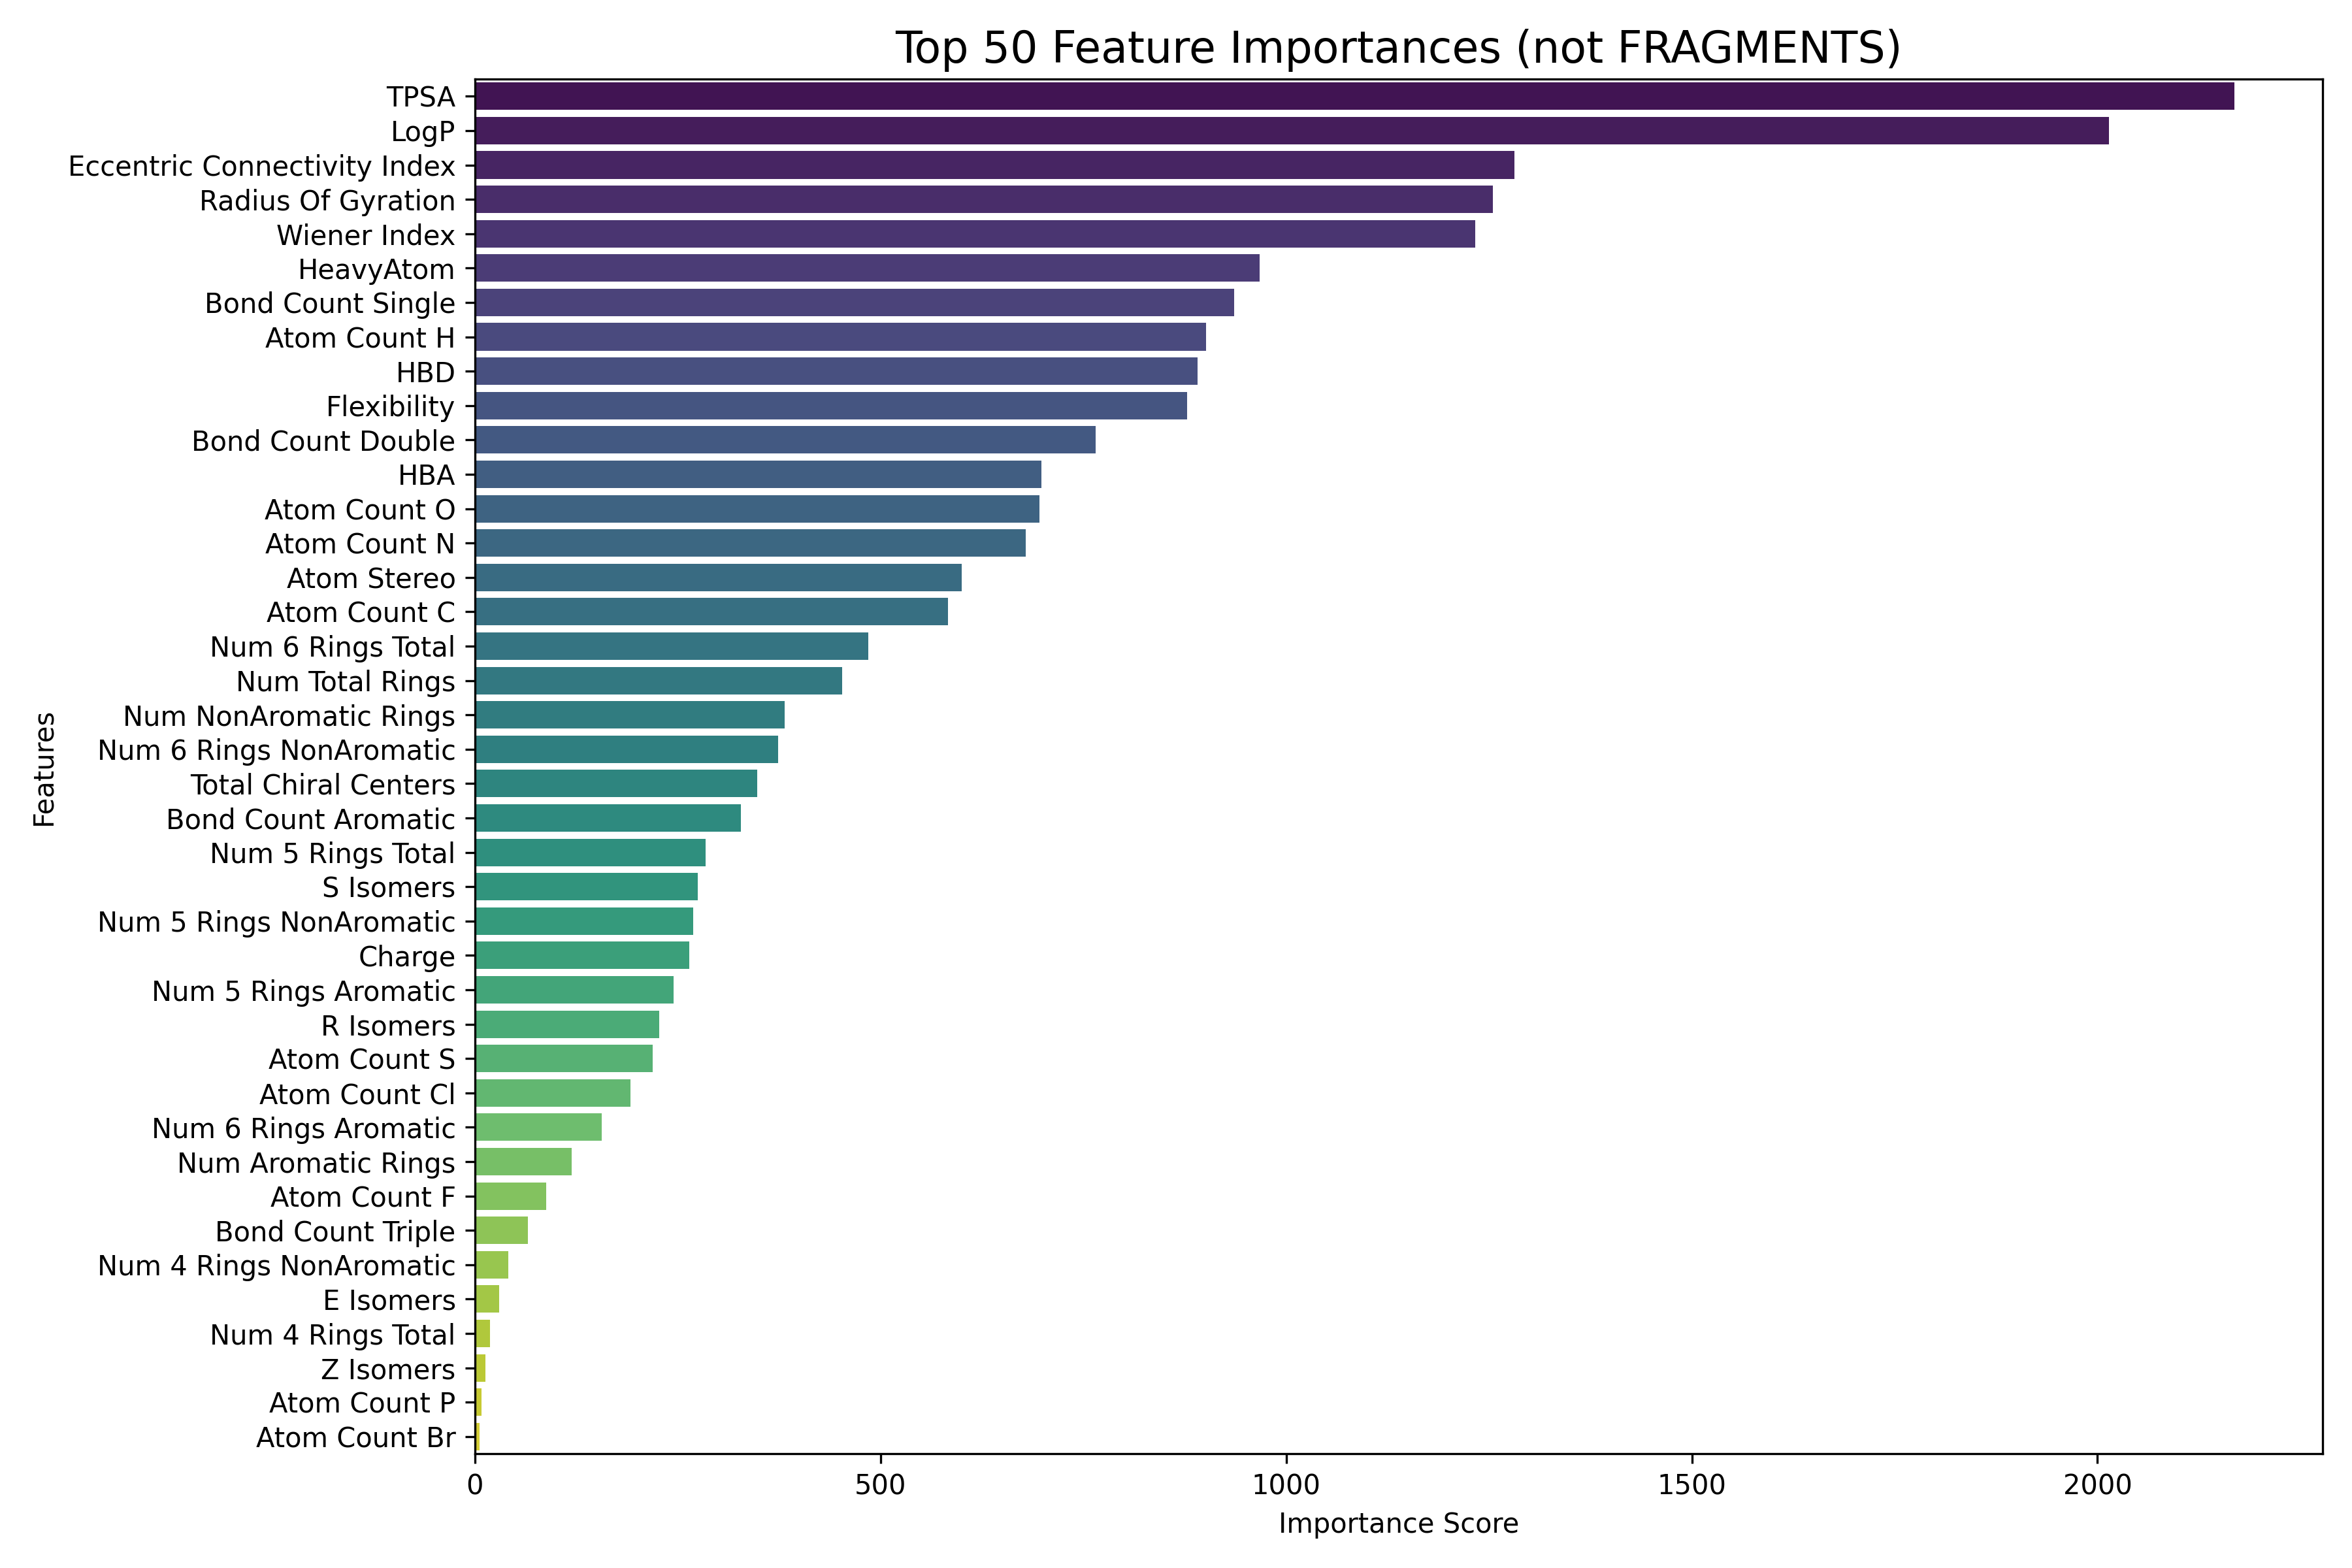 Top 50 Feature Importances (not FRAGMENTS)
TPSA
LogP
Eccentric Connectivity Index
Radius Of Gyration
Wiener Index
HeavyAtom
Bond Count Single
Atom Count H
HBD
Flexibility
Bond Count Double
HBA
Atom Count O
Atom Count N
Atom Stereo
Atom Count C
Num 6 Rings Total
Num Total Rings
Num NonAromatic Rings
Num 6 Rings NonAromatic
Total Chiral Centers
Bond Count Aromatic
Num 5 Rings Total
S Isomers
Num 5 Rings NonAromatic
Charge
Num 5 Rings Aromatic
R Isomers
Atom Count S
Atom Count Cl
Num 6 Rings Aromatic
Num Aromatic Rings
Atom Count F
Bond Count Triple
Num 4 Rings NonAromatic
E Isomers
Num 4 Rings Total
Z Isomers
Atom Count P
Atom Count Br
Features
0 500 1000 1500 2000
Importance Score